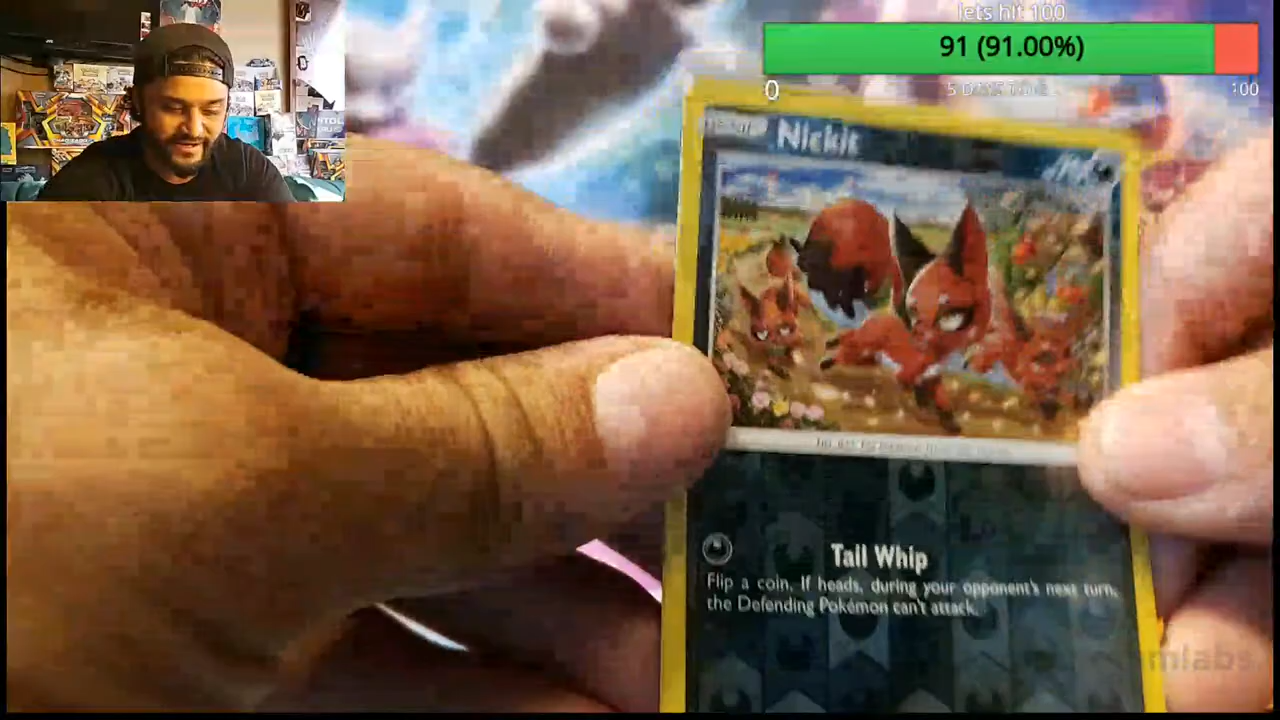 lets hit 100
91 (91.00%)
0
100
Nickit
Tail Whip
Flip a coin. If heads, during your opponent's next turn,
the Defending Pokémon can't attack.
mlabs